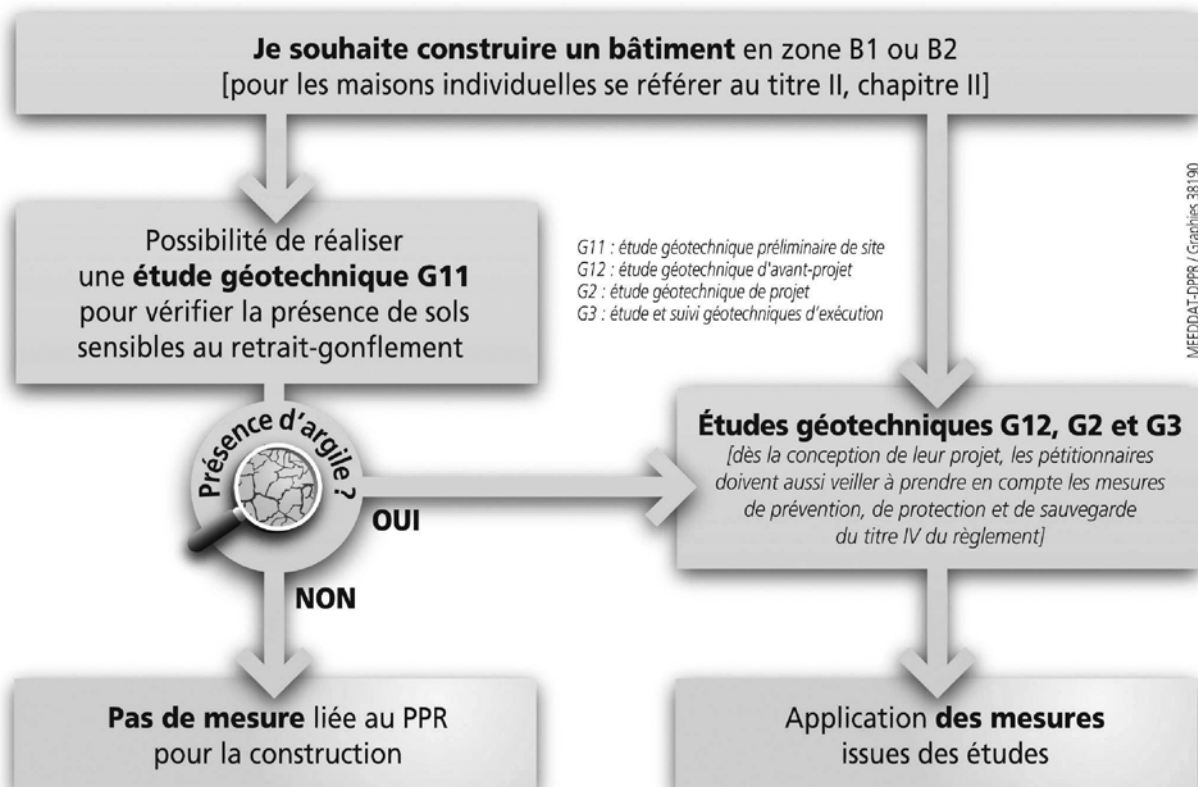 Je souhaite construire un bâtiment en zone B1 ou B2
[pour les maisons individuelles se référer au titre II, chapitre II]
Possibilité de réaliser
une étude géotechnique G11
pour vérifier la présence de sols
sensibles au retrait-gonflement
G11 : étude géotechnique préliminaire de site
G12 : étude géotechnique d'avant-projet
G2 : étude géotechnique de projet
G3 : étude et suivi géotechniques d'exécution
MEEDDAT-DPPR / Graphies 38190
Présence d'argile ?
OUI
NON
Études géotechniques G12, G2 et G3
[dès la conception de leur projet, les pétitionnaires
doivent aussi veiller à prendre en compte les mesures
de prévention, de protection et de sauvegarde
du titre IV du règlement]
Pas de mesure liée au PPR
pour la construction
Application des mesures
issues des études